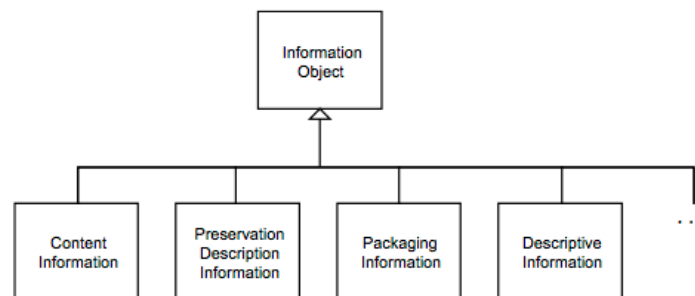 Information
Object
Content
Information
Preservation
Description
Information
Packaging
Information
Descriptive
Information
. .